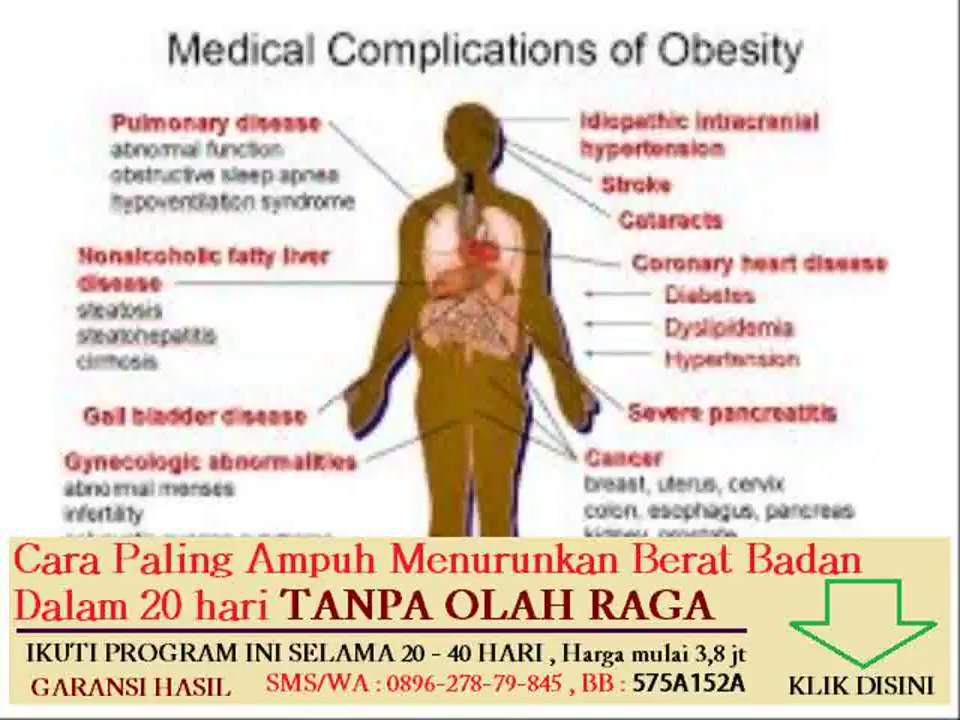 Medical Complications of Obesity
Pulmonary disease
abnormal function
obstructive sleep apnea
hypoventilation syndrome
Nonalcoholic fatty liver
disease
steatosis
steatohepatitis
cirrhosis
Gall bladder disease
Gynecologic abnormalities
abnormal menses
infertility
Idiopathic intracranial
hypertension
Stroke
Cataracts
Coronary heart disease
Diabetes
Dyslipidemia
Hypertension
Severe pancreatitis
Cancer
breast, uterus, cervix
colon, esophagus, pancreas
kidney, prostate
Cara Paling Ampuh Menurunkan Berat Badan
Dalam 20 hari TANPA OLAH RAGA
IKUTI PROGRAM INI SELAMA 20 - 40 HARI , Harga mulai 3,8 jt
GARANSI HASIL SMS/WA : 0896-278-79-845 , BB : 575A152A
KLIK DISINI